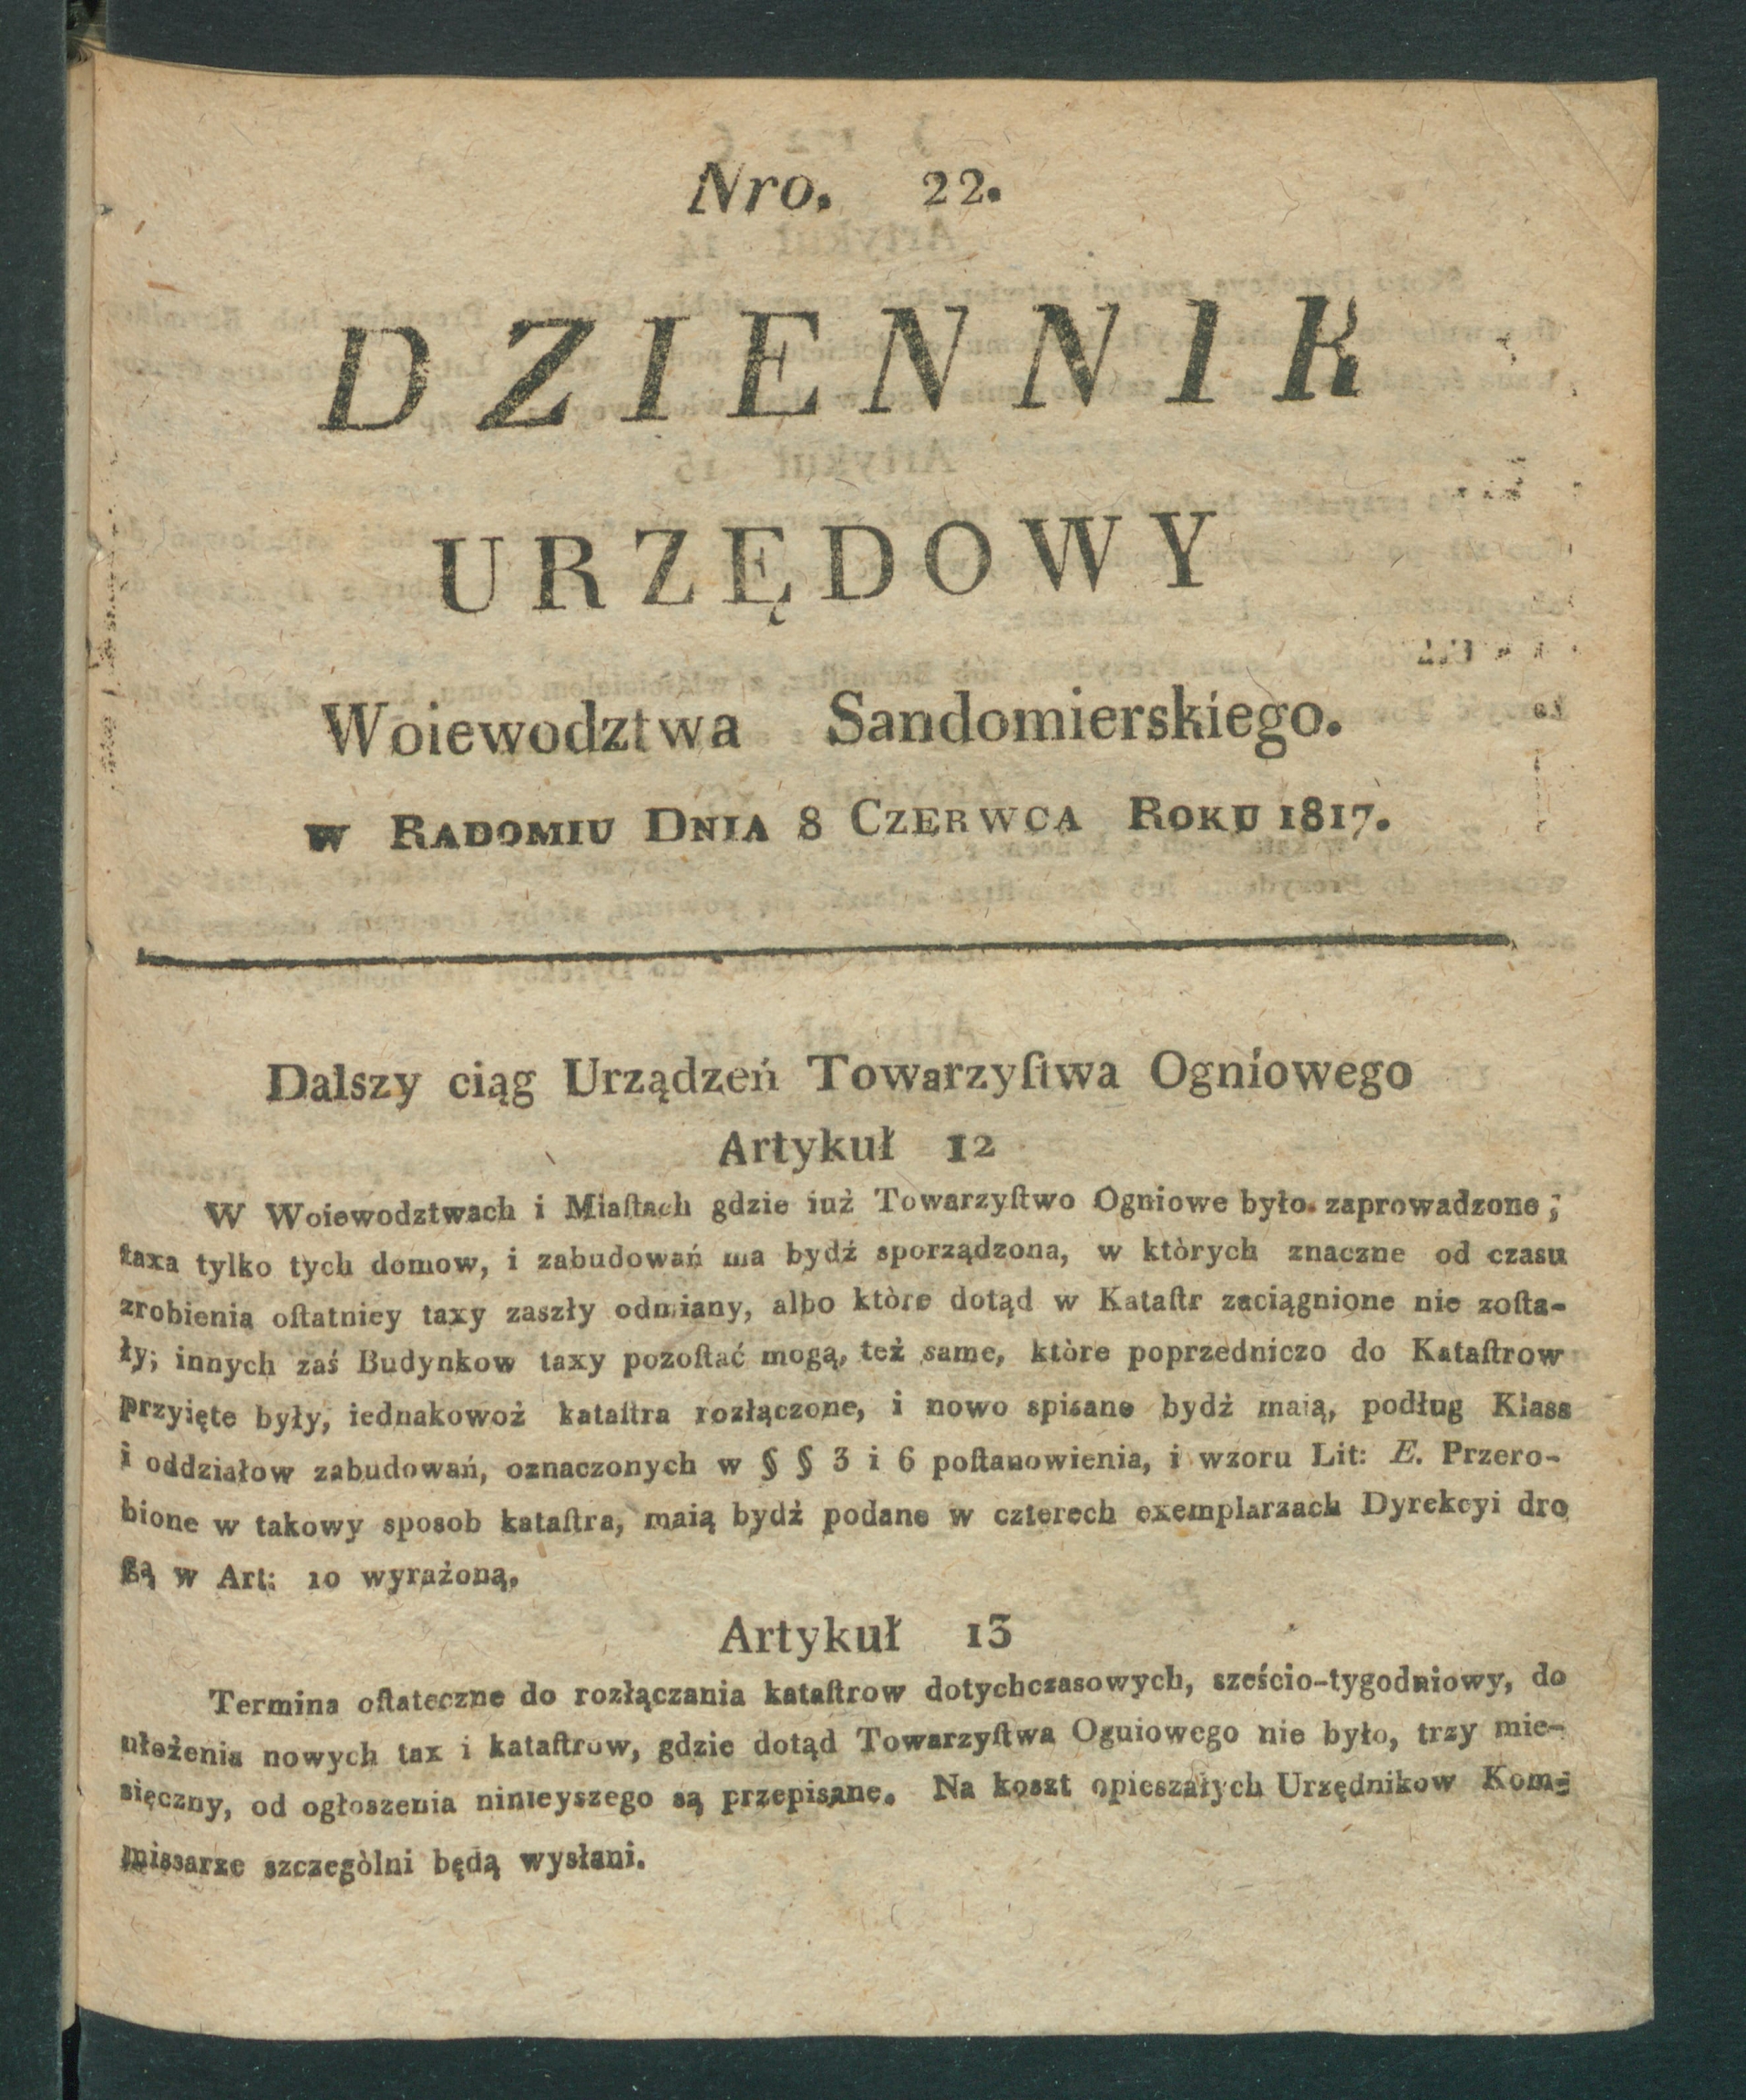 Nro. 22.
DZIENNIK
URZĘDOWY
Woiewodztwa Sandomierskiego.
w Radomiu Dnia 8 Czerwca Roku 1817.
Dalszy ciąg Urządzeń Towarzyſtwa Ogniowego
Artykuł 12
W Woiewodztwach i Miaſtach gdzie iuż Towarzyſtwo Ogniowe było zaprowadzone;
taxa tylko tych domow, i zabudowań ma bydź sporządzona, w ktòrych znaczne od czasu
zrobienia oſtatniey taxy zaszły odmiany, albo ktòre dotąd w Kataſtr zaciągnione nie zoſta-
ły; innych zaś Budynkow taxy pozoſtać mogą, też same, ktòre poprzedniczo do Kataſtrow
przyięte były, iednakowoż kataſtra rozłączone, i nowo spisane bydź maią, podług Klass
i oddziałow zabudowań, oznaczonych w § § 3 i 6 poſtanowienia, i wzoru Lit: E. Przero-
bione w takowy sposob kataſtra, maią bydź podane w czterech exemplarzach Dyrekcyi dro
gą w Art: 10 wyrażoną.
Artykuł 13
Termina oſtateczne do rozłączania kataſtrow dotychczasowych, sześcio-tygodniowy, do
ułożenia nowych tax i kataſtrow, gdzie dotąd Towarzyſtwa Ogniowego nie było, trzy mie-
sięczny, od ogłoszenia ninieyszego są przepisane. Na koszt opieszałych Urzędnikow Kom-
missarze szczegòlni będą wysłani.